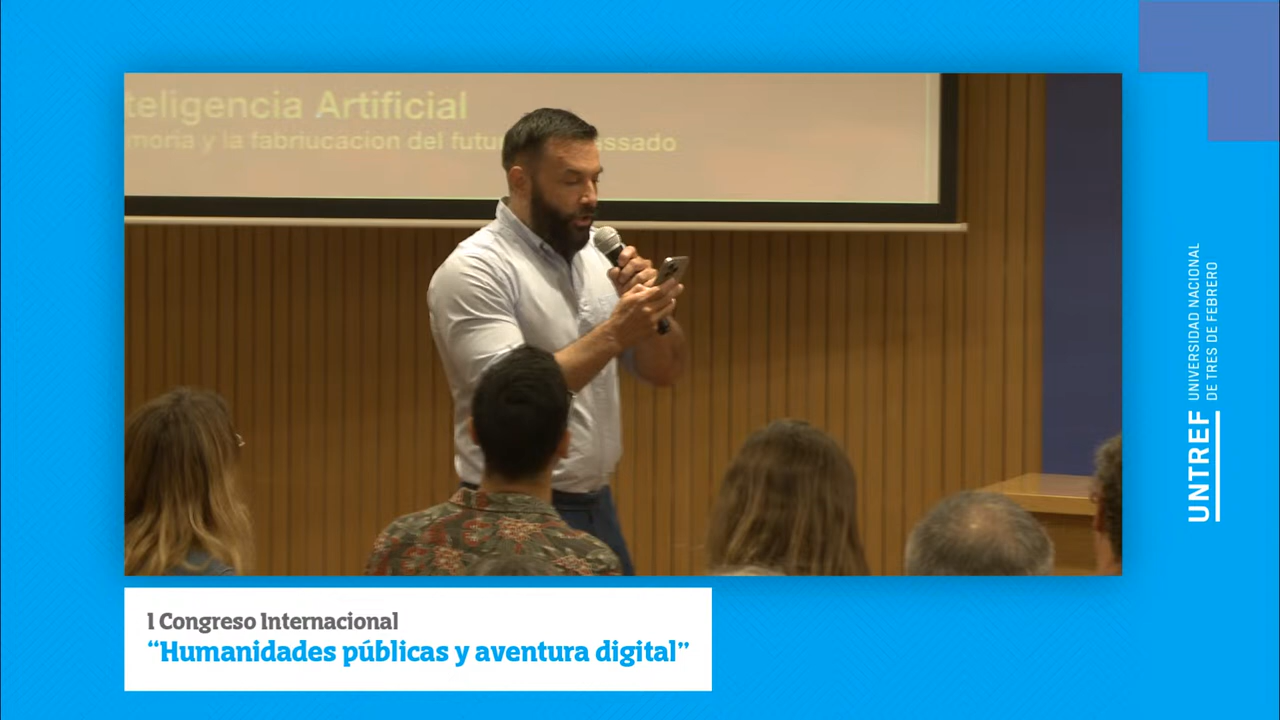 teligencia Artificial
moria y la fabriucacion del futur
ssado
UNTREF
UNIVERSIDAD NACIONAL
DE TRES DE FEBRERO
1 Congreso Internacional
“Humanidades públicas y aventura digital”